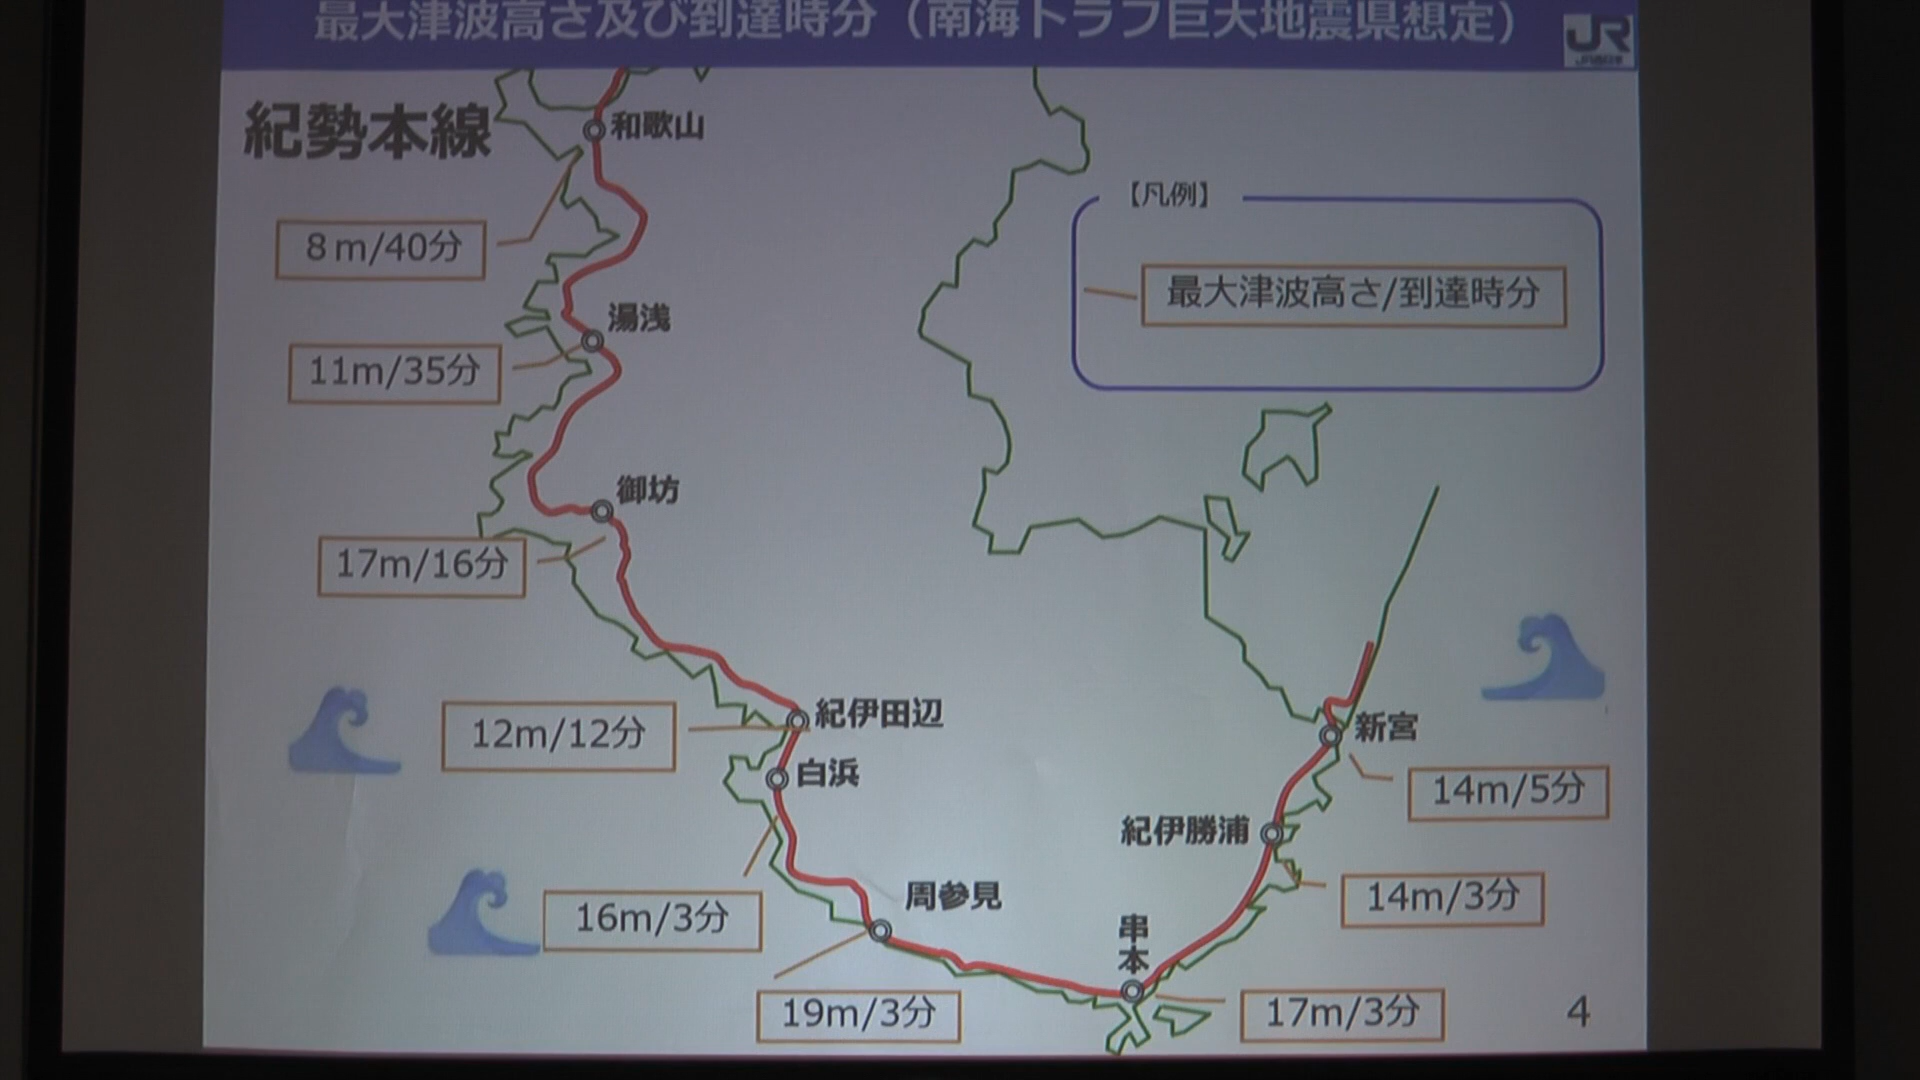 最大津波高さ及び到達時分（南海トラフ巨大地震県想定）
JR
紀勢本線
和歌山
【凡例】
8m/40分
最大津波高さ/到達時分
湯浅
11m/35分
御坊
17m/16分
紀伊田辺
12m/12分
新宮
白浜
14m/5分
紀伊勝浦
周参見
14m/3分
16m/3分
串本
19m/3分
17m/3分
4